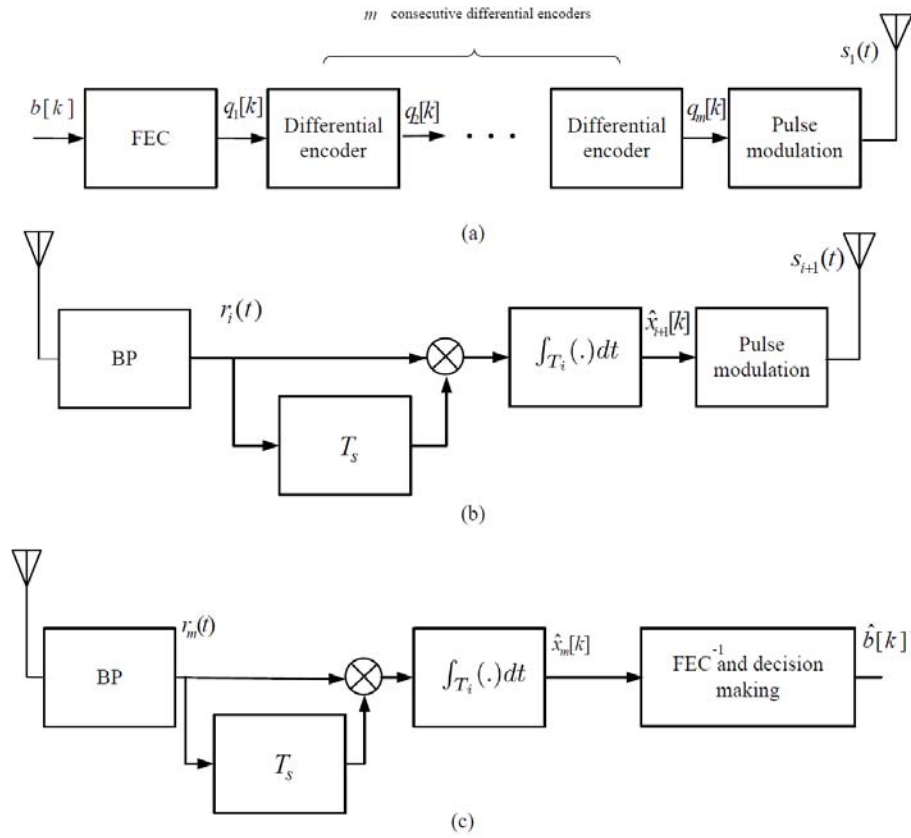 m consecutive differential encoders
s₁(t)
b[k]
FEC
q₁[k]
Differential
encoder
q₂[k]
. . .
Differential
encoder
qₘ[k]
Pulse
modulation
(a)
BP
rᵢ(t)
Tₛ
∫_{Tᵢ}(.)dt
x̂ᵢ₊₁[k]
Pulse
modulation
sᵢ₊₁(t)
(b)
BP
rₘ(t)
Tₛ
∫_{Tᵢ}(.)dt
x̂ₘ[k]
FEC⁻¹ and decision
making
b̂[k]
(c)